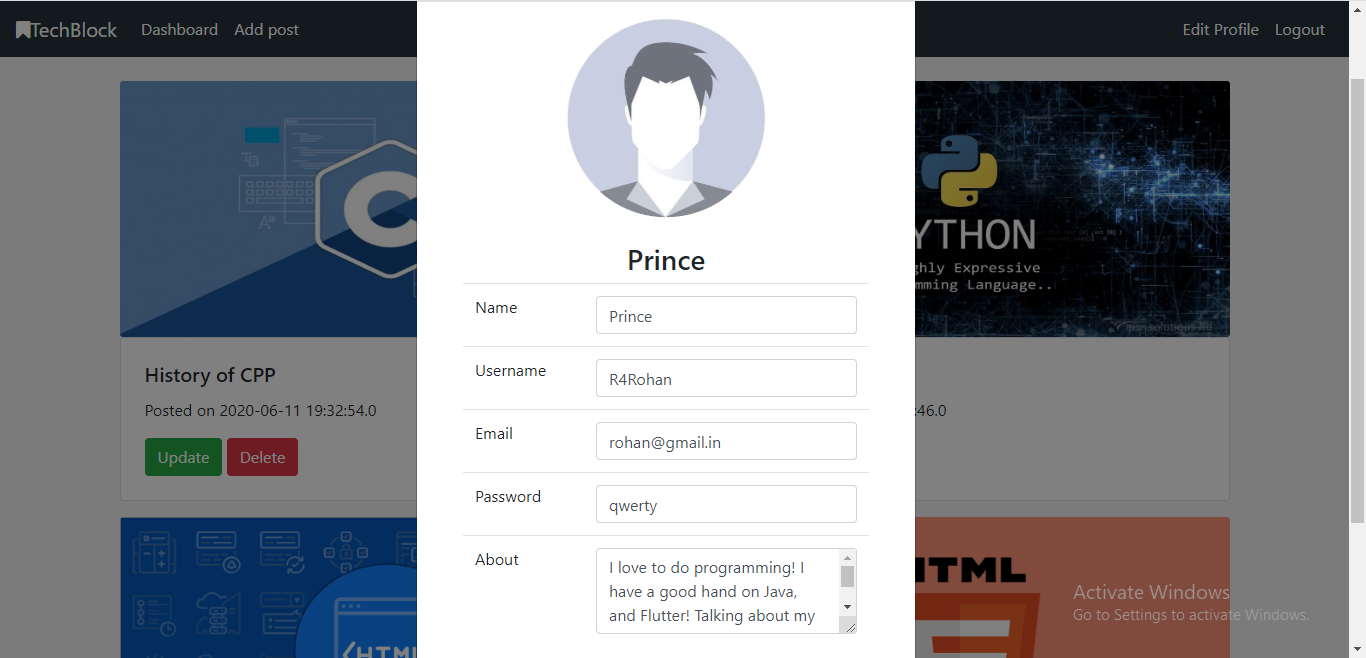 TechBlock Dashboard Add post Edit Profile Logout
Prince
Name Prince
Username R4Rohan
Email rohan@gmail.in
Password qwerty
About I love to do programming! I
have a good hand on Java,
and Flutter! Talking about my
C
History of CPP
Posted on 2020-06-11 19:32:54.0
Update Delete
YTHON
ghly Expressive
mming Language..
:46.0
<HTML
HTML
Activate Windows
Go to Settings to activate Windows.